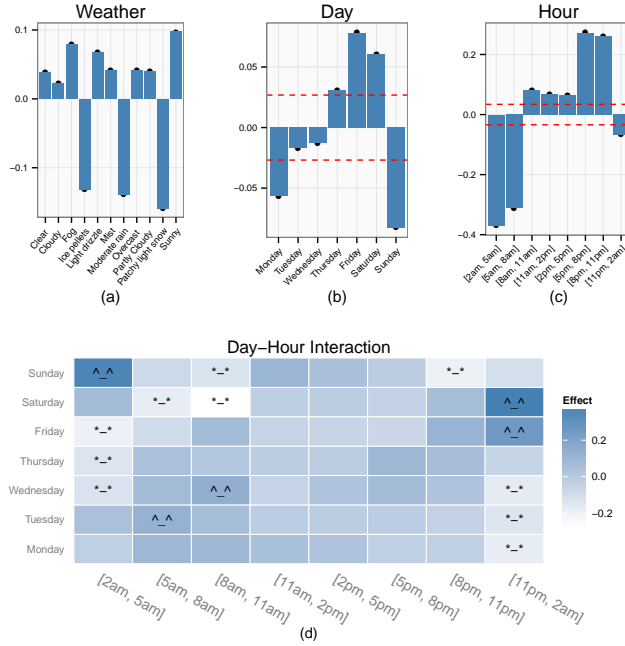 Weather
0.1
0.0
−0.1
Clear
Cloudy
Fog
Ice pellets
Light drizzle
Mist
Moderate rain
Overcast
Partly Cloudy
Patchy light snow
Sunny
(a)
Day
0.05
0.00
−0.05
Monday
Tuesday
Wednesday
Thursday
Friday
Saturday
Sunday
(b)
Hour
0.2
0.0
−0.2
−0.4
[2am, 5am]
[5am, 8am]
[8am, 11am]
[11am, 2pm]
[2pm, 5pm]
[5pm, 8pm]
[8pm, 11pm]
[11pm, 2am]
(c)
Day−Hour Interaction
Sunday ^_^ *−* *−*
Saturday *−* *−* ^_^
Friday *−* ^_^
Thursday *−*
Wednesday *−* ^_^ *−*
Tuesday ^_^ *−*
Monday *−*
[2am, 5am]
[5am, 8am]
[8am, 11am]
[11am, 2pm]
[2pm, 5pm]
[5pm, 8pm]
[8pm, 11pm]
[11pm, 2am]
Effect
0.2
0.0
−0.2
(d)